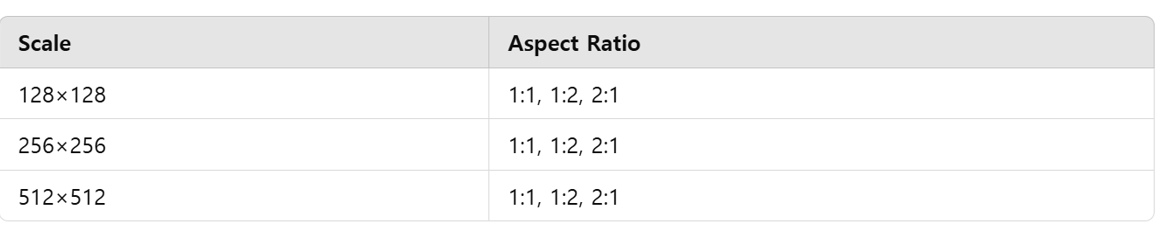 Scale Aspect Ratio
128×128 1:1, 1:2, 2:1
256×256 1:1, 1:2, 2:1
512×512 1:1, 1:2, 2:1